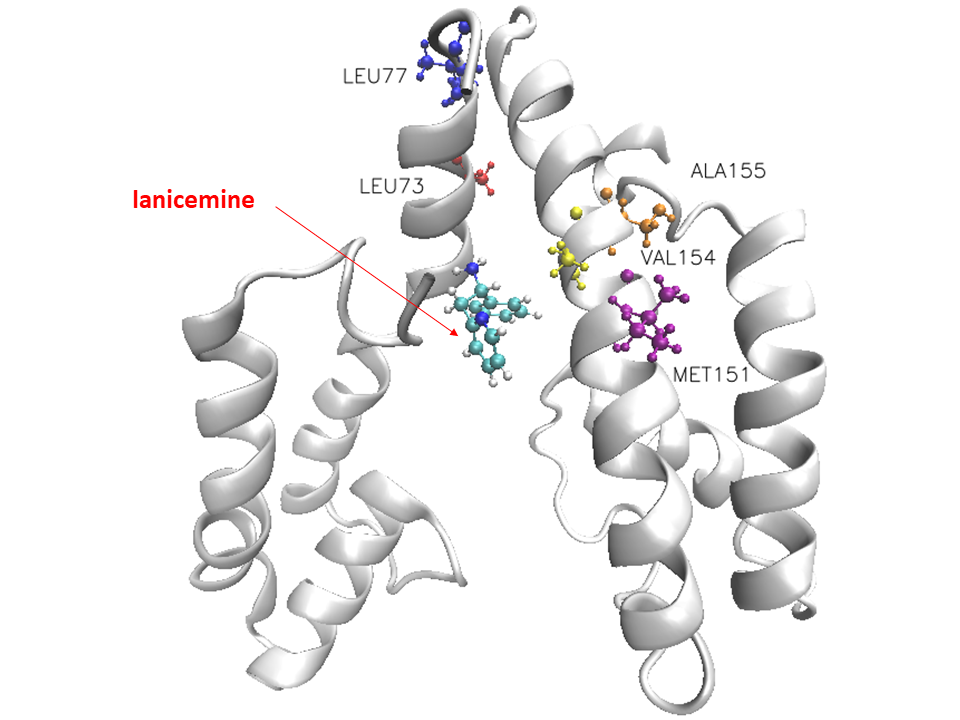 LEU77
LEU73
lanicemine
ALA155
VAL154
MET151